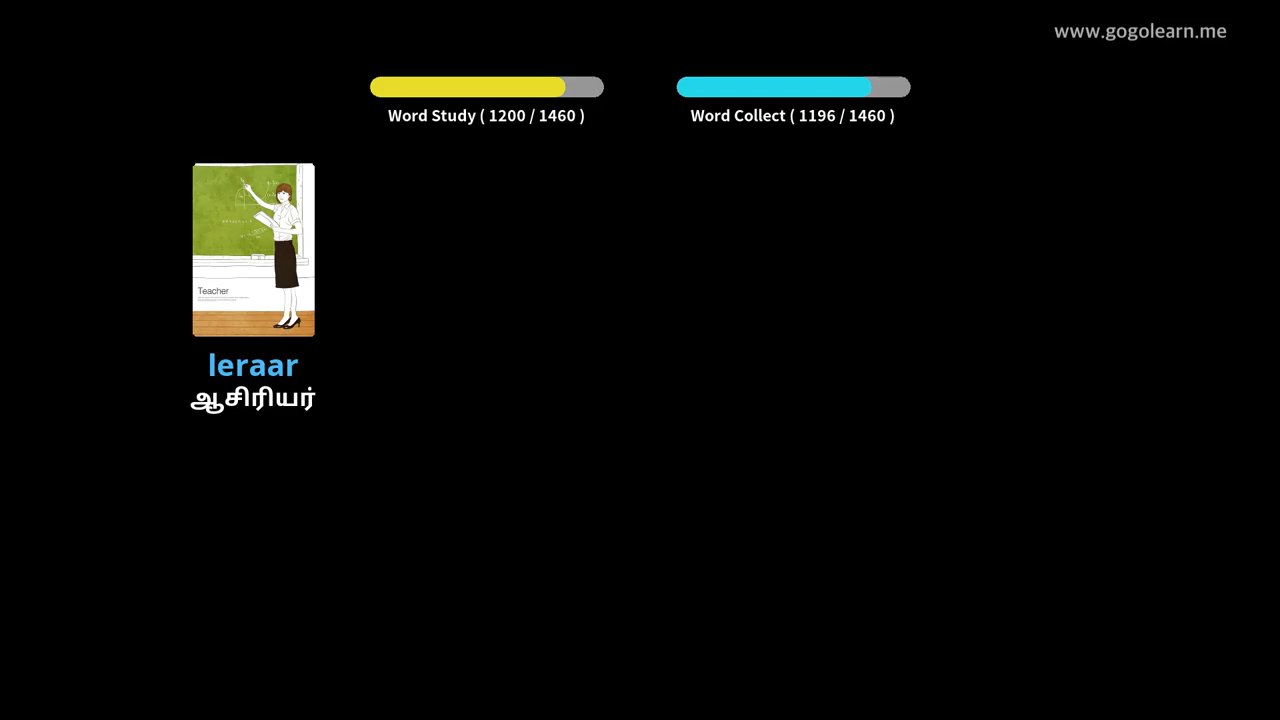 www.gogolearn.me
Word Study ( 1200 / 1460 )
Word Collect ( 1196 / 1460 )
Teacher
leraar
ஆசிரியர்